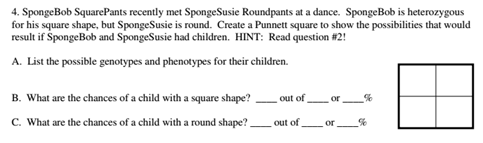 4. SpongeBob SquarePants recently met SpongeSusie Roundpants at a dance. SpongeBob is heterozygous
for his square shape, but SpongeSusie is round. Create a Punnett square to show the possibilities that would
result if SpongeBob and SpongeSusie had children. HINT: Read question #2!
A. List the possible genotypes and phenotypes for their children.
B. What are the chances of a child with a square shape? ____ out of ____ or ____%
C. What are the chances of a child with a round shape? ____ out of ____ or ____%